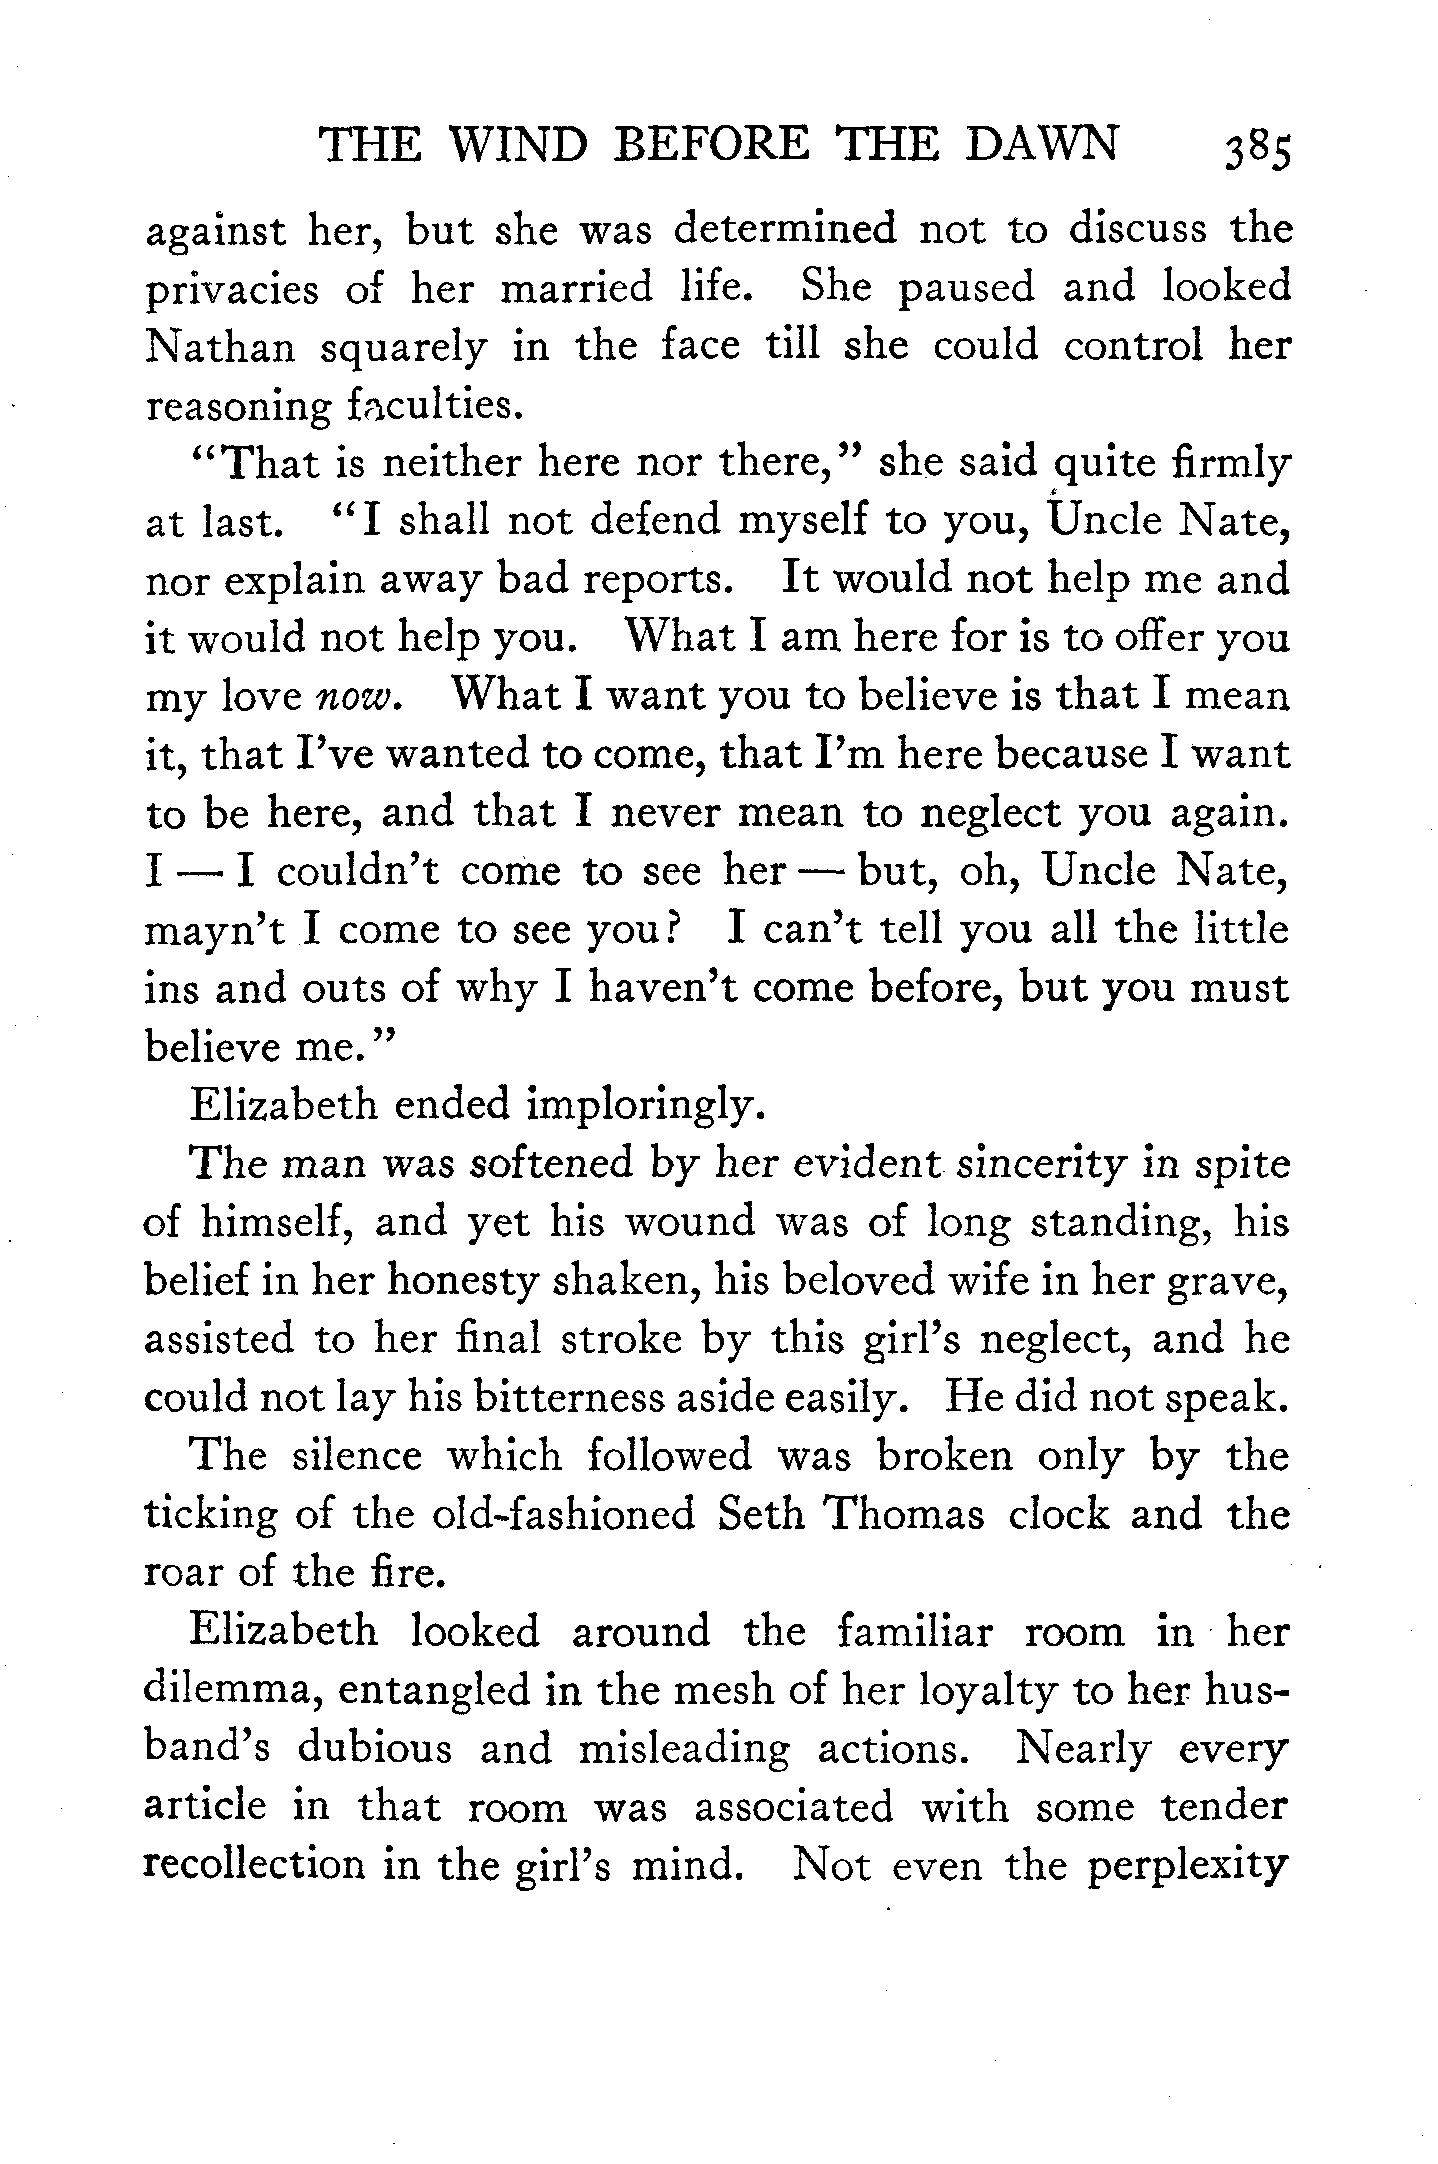 THE WIND BEFORE THE DAWN 385
against her, but she was determined not to discuss the
privacies of her married life. She paused and looked
Nathan squarely in the face till she could control her
reasoning faculties.
“That is neither here nor there,” she said quite firmly
at last. “I shall not defend myself to you, Uncle Nate,
nor explain away bad reports. It would not help me and
it would not help you. What I am here for is to offer you
my love now. What I want you to believe is that I mean
it, that I’ve wanted to come, that I’m here because I want
to be here, and that I never mean to neglect you again.
I — I couldn’t come to see her — but, oh, Uncle Nate,
mayn’t I come to see you? I can’t tell you all the little
ins and outs of why I haven’t come before, but you must
believe me.”
Elizabeth ended imploringly.
The man was softened by her evident sincerity in spite
of himself, and yet his wound was of long standing, his
belief in her honesty shaken, his beloved wife in her grave,
assisted to her final stroke by this girl’s neglect, and he
could not lay his bitterness aside easily. He did not speak.
The silence which followed was broken only by the
ticking of the old-fashioned Seth Thomas clock and the
roar of the fire.
Elizabeth looked around the familiar room in her
dilemma, entangled in the mesh of her loyalty to her hus-
band’s dubious and misleading actions. Nearly every
article in that room was associated with some tender
recollection in the girl’s mind. Not even the perplexity